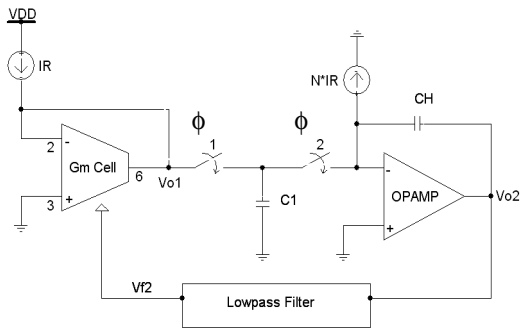 VDD
IR
N*IR
CH
ϕ
ϕ
1
2
2
-
Gm Cell
6
Vo1
3
+
C1
-
OPAMP
+
Vo2
Vf2
Lowpass Filter